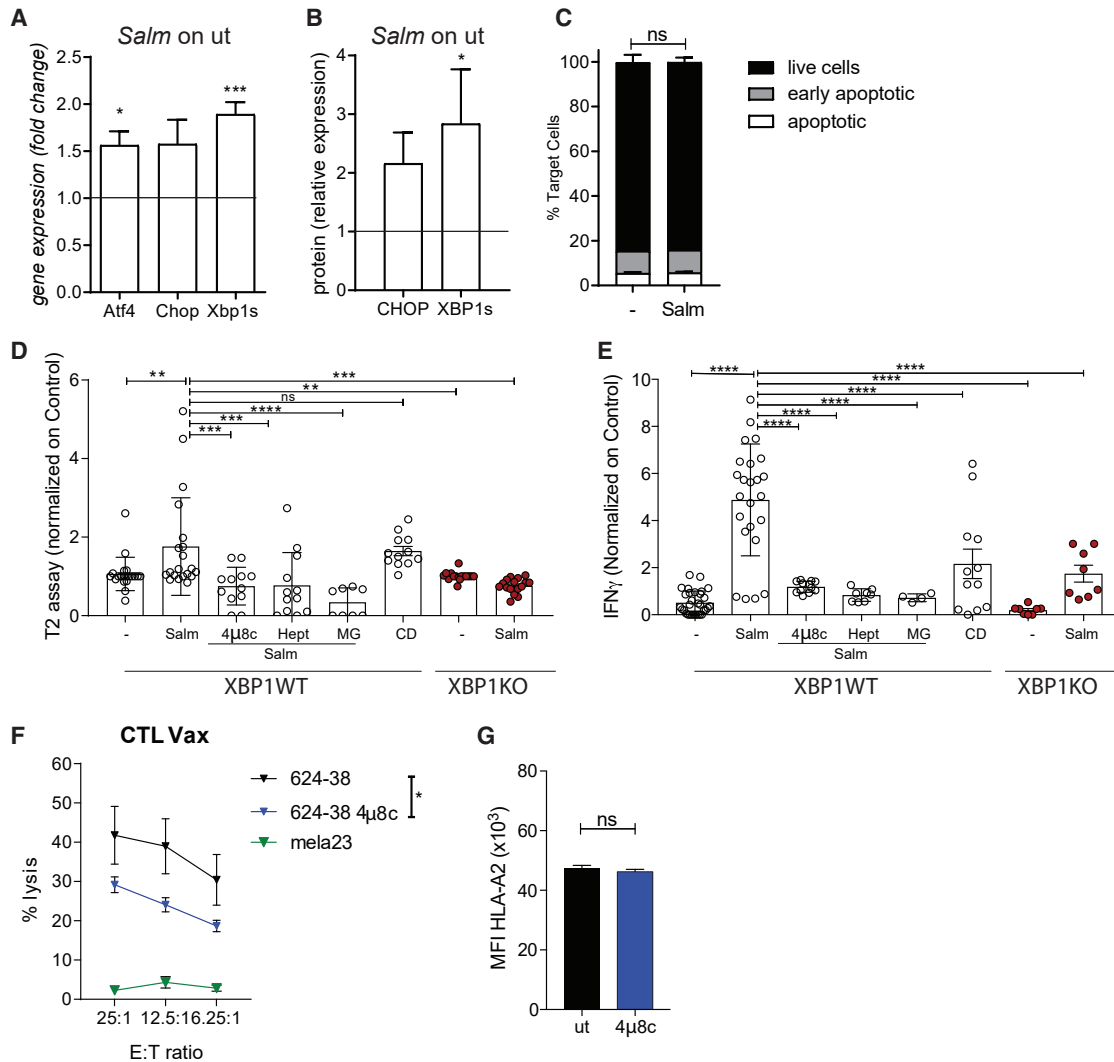 A
Salm on ut
gene expression (fold change)
2.5
2.0
1.5
1.0
0.5
0.0
*
***
Atf4 Chop Xbp1s
B
Salm on ut
protein (relative expression)
4
3
2
1
0
*
CHOP XBP1s
C
ns
% Target Cells
100
80
60
40
20
0
- Salm
live cells
early apoptotic
apoptotic
D
T2 assay (normalized on Control)
6
4
2
0
**
***
**
ns
****
***
***
- Salm 4μ8c Hept MG CD - Salm
Salm
XBP1WT XBP1KO
E
IFNγ (Normalized on Control)
10
8
6
4
2
0
****
****
****
****
****
****
****
- Salm 4μ8c Hept MG CD - Salm
Salm
XBP1WT XBP1KO
F
CTL Vax
% lysis
60
50
40
30
20
10
0
25:1 12.5:1 6.25:1
E:T ratio
624-38
624-38 4μ8c
mela23
*
G
MFI HLA-A2 (x10³)
80
60
40
20
0
ns
ut 4μ8c